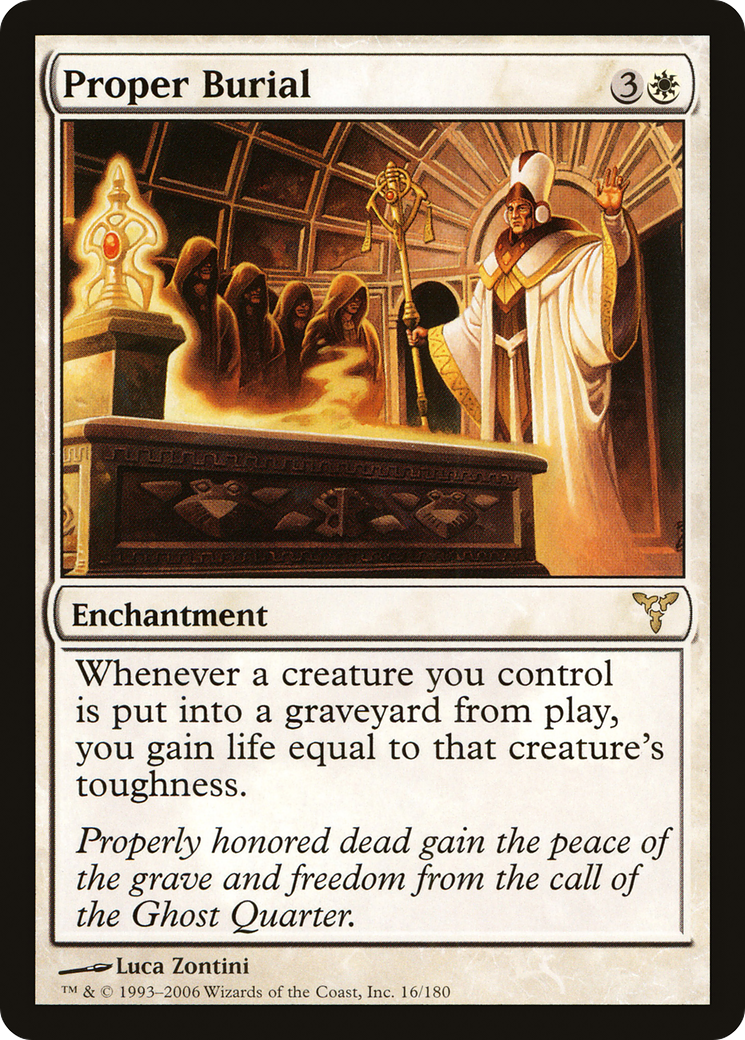 Proper Burial 3
Enchantment
Whenever a creature you control
is put into a graveyard from play,
you gain life equal to that creature's
toughness.
Properly honored dead gain the peace of
the grave and freedom from the call of
the Ghost Quarter.
Luca Zontini
™ & © 1993–2006 Wizards of the Coast, Inc. 16/180